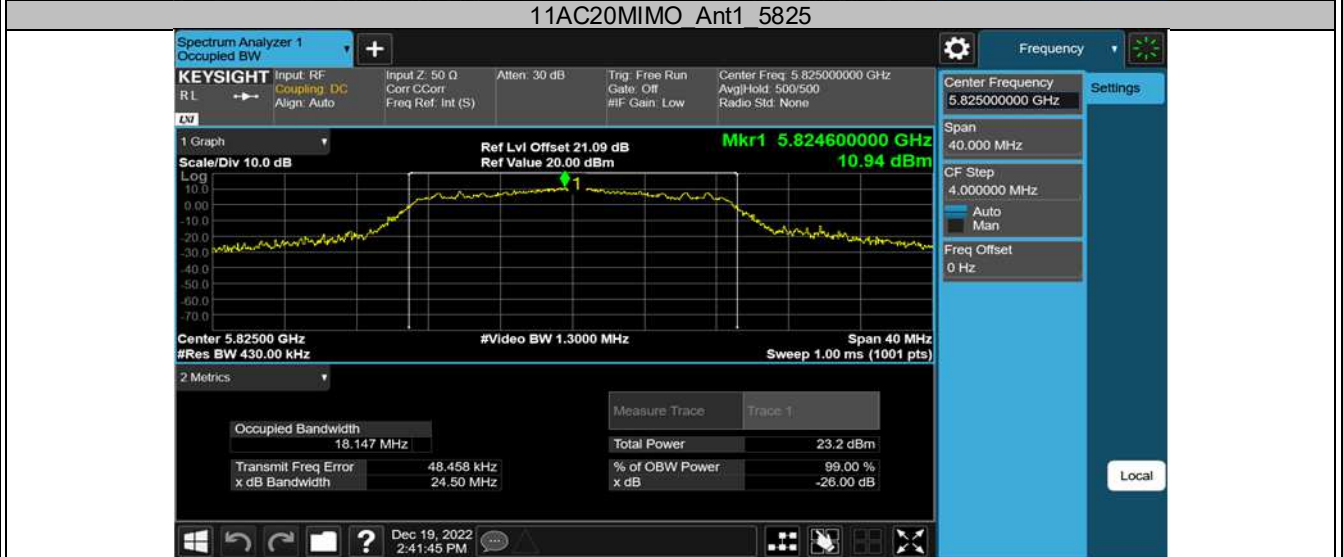 11AC20MIMO_Ant1_5825
Spectrum Analyzer 1
Occupied BW
Frequency
KEYSIGHT
RL
LXI
Input: RF
Coupling: DC
Align: Auto
Input Z: 50 Ω
Corr CCorr
Freq Ref: Int (S)
Atten: 30 dB
Trig: Free Run
Gate: Off
#IF Gain: Low
Center Freq: 5.825000000 GHz
Avg|Hold: 500/500
Radio Std: None
Center Frequency
5.825000000 GHz
Settings
Span
40.000 MHz
CF Step
4.000000 MHz
Auto
Man
Freq Offset
0 Hz
Local
1 Graph
Scale/Div 10.0 dB
Ref Lvl Offset 21.09 dB
Ref Value 20.00 dBm
Mkr1 5.824600000 GHz
10.94 dBm
Log
10.0
0.00
-10.0
-20.0
-30.0
-40.0
-50.0
-60.0
-70.0
1
Center 5.82500 GHz
#Video BW 1.3000 MHz
Span 40 MHz
#Res BW 430.00 kHz
Sweep 1.00 ms (1001 pts)
2 Metrics
Measure Trace
Trace 1
Occupied Bandwidth
18.147 MHz
Total Power
23.2 dBm
Transmit Freq Error
48.458 kHz
% of OBW Power
99.00 %
x dB Bandwidth
24.50 MHz
x dB
-26.00 dB
?
Dec 19, 2022
2:41:45 PM